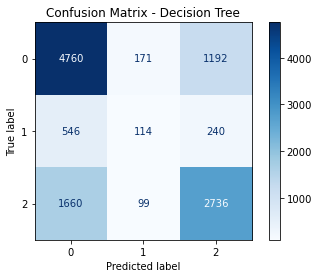 Confusion Matrix - Decision Tree
0
4760 171 1192
4000
True label
1
546 114 240
3000
2000
2
1660 99 2736
1000
0 1 2
Predicted label